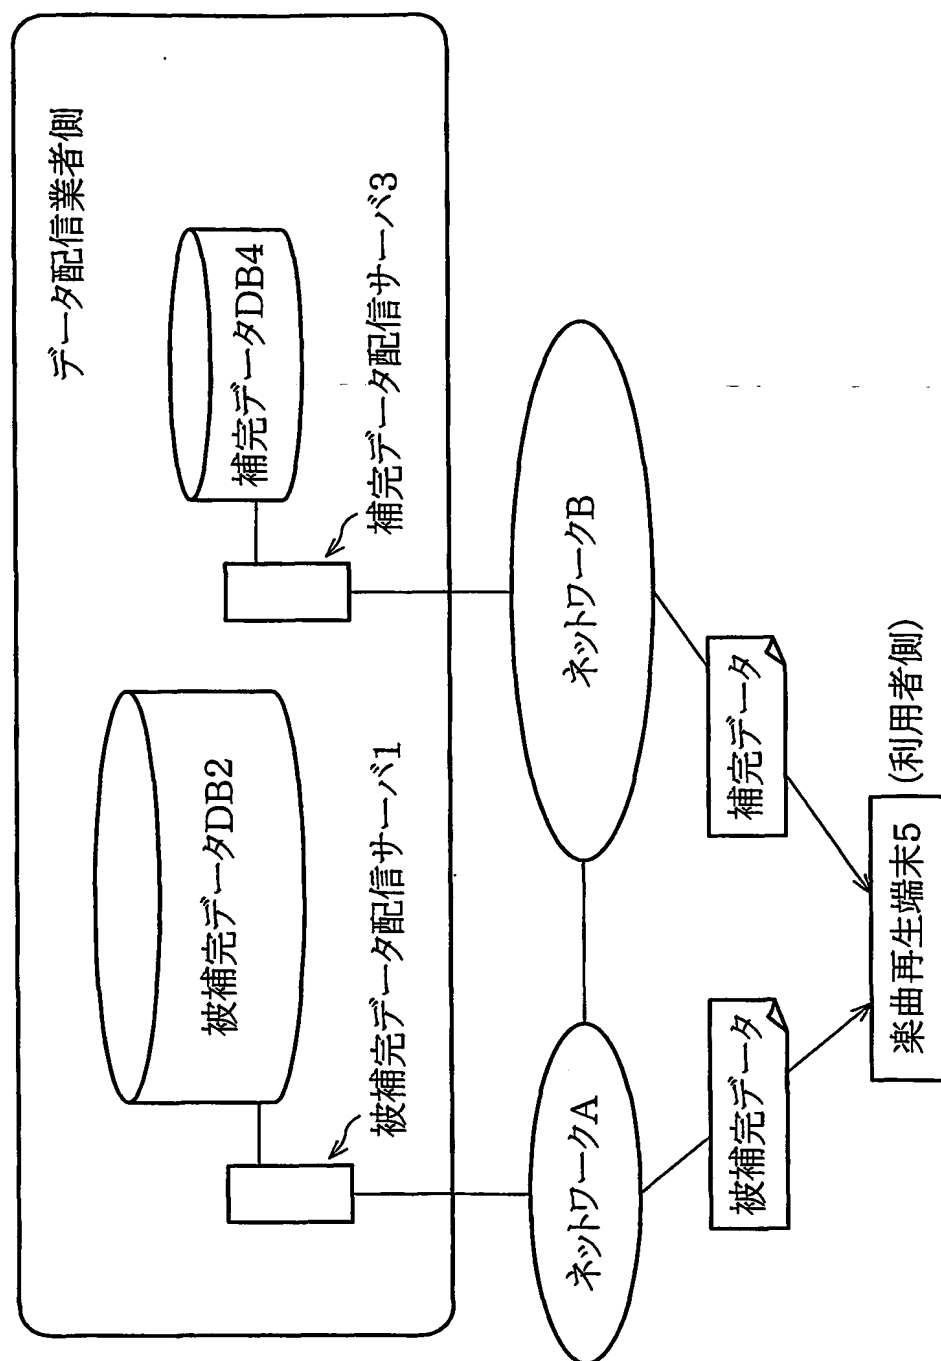 データ配信業者側
被補完データDB2
補完データDB4
被補完データ配信サーバ1
補完データ配信サーバ3
ネットワークA
ネットワークB
被補完データ
補完データ
楽曲再生端末5
(利用者側)